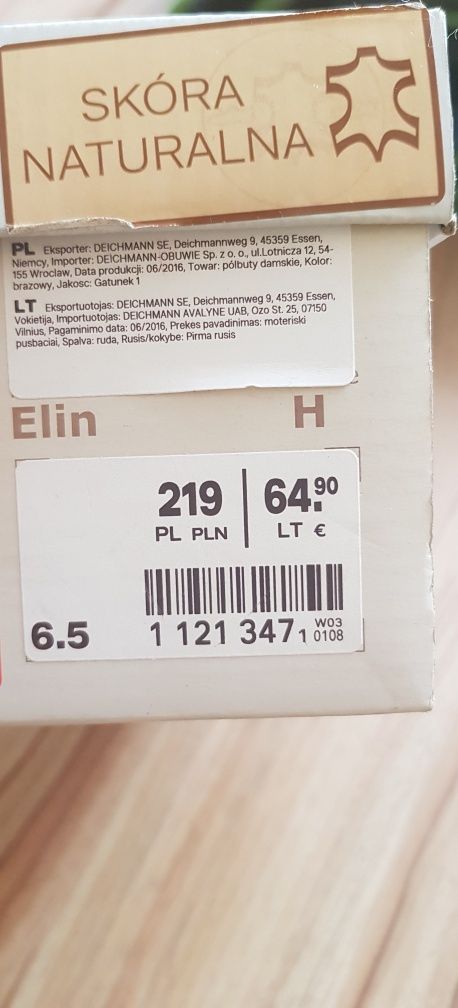 SKÓRA
NATURALNA
PL Eksporter: DEICHMANN SE, Deichmannweg 9, 45359 Essen,
Niemcy, Importer: DEICHMANN-OBUWIE Sp. z o. o., ul.Lotnicza 12, 54-
155 Wroclaw, Data produkcji: 06/2016, Towar: półbuty damskie, Kolor:
brazowy, Jakosc: Gatunek 1
LT Eksportuotojas: DEICHMANN SE, Deichmannweg 9, 45359 Essen,
Vokietija, Importuotojas: DEICHMANN AVALYNE UAB, Ozo St. 25, 07150
Vilnius, Pagaminimo data: 06/2016, Prekes pavadinimas: moteriski
pusbaciai, Spalva: ruda, Rusis/kokybe: Pirma rusis
Elin H
219 64.90
PL PLN LT €
6.5 1 121 347 1 W03 0108